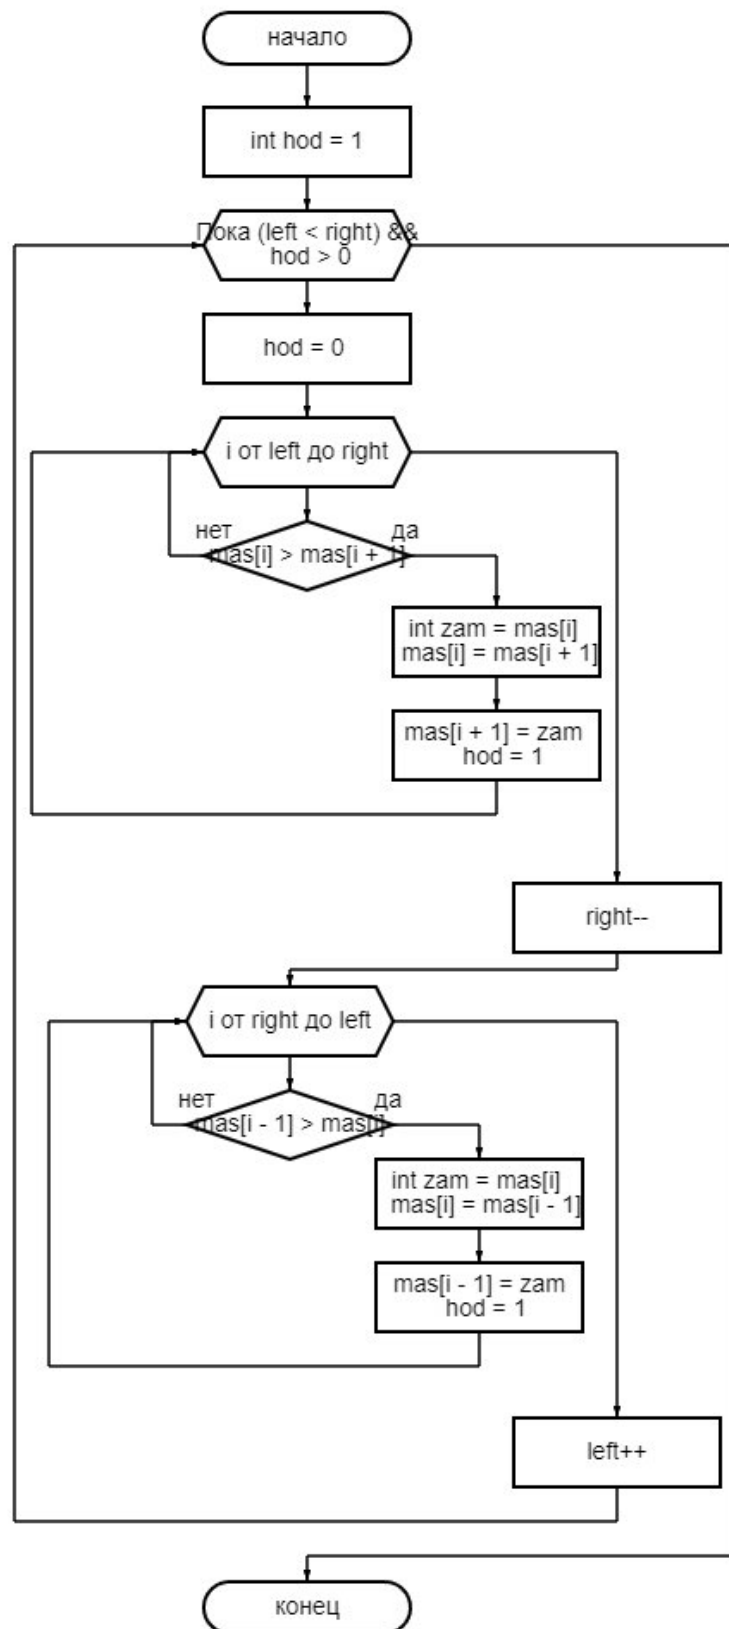 начало
int hod = 1
Пока (left < right) &&
hod > 0
hod = 0
i от left до right
нет
да
mas[i] > mas[i + 1]
int zam = mas[i]
mas[i] = mas[i + 1]
mas[i + 1] = zam
hod = 1
right--
i от right до left
нет
да
mas[i - 1] > mas[i]
int zam = mas[i]
mas[i] = mas[i - 1]
mas[i - 1] = zam
hod = 1
left++
конец